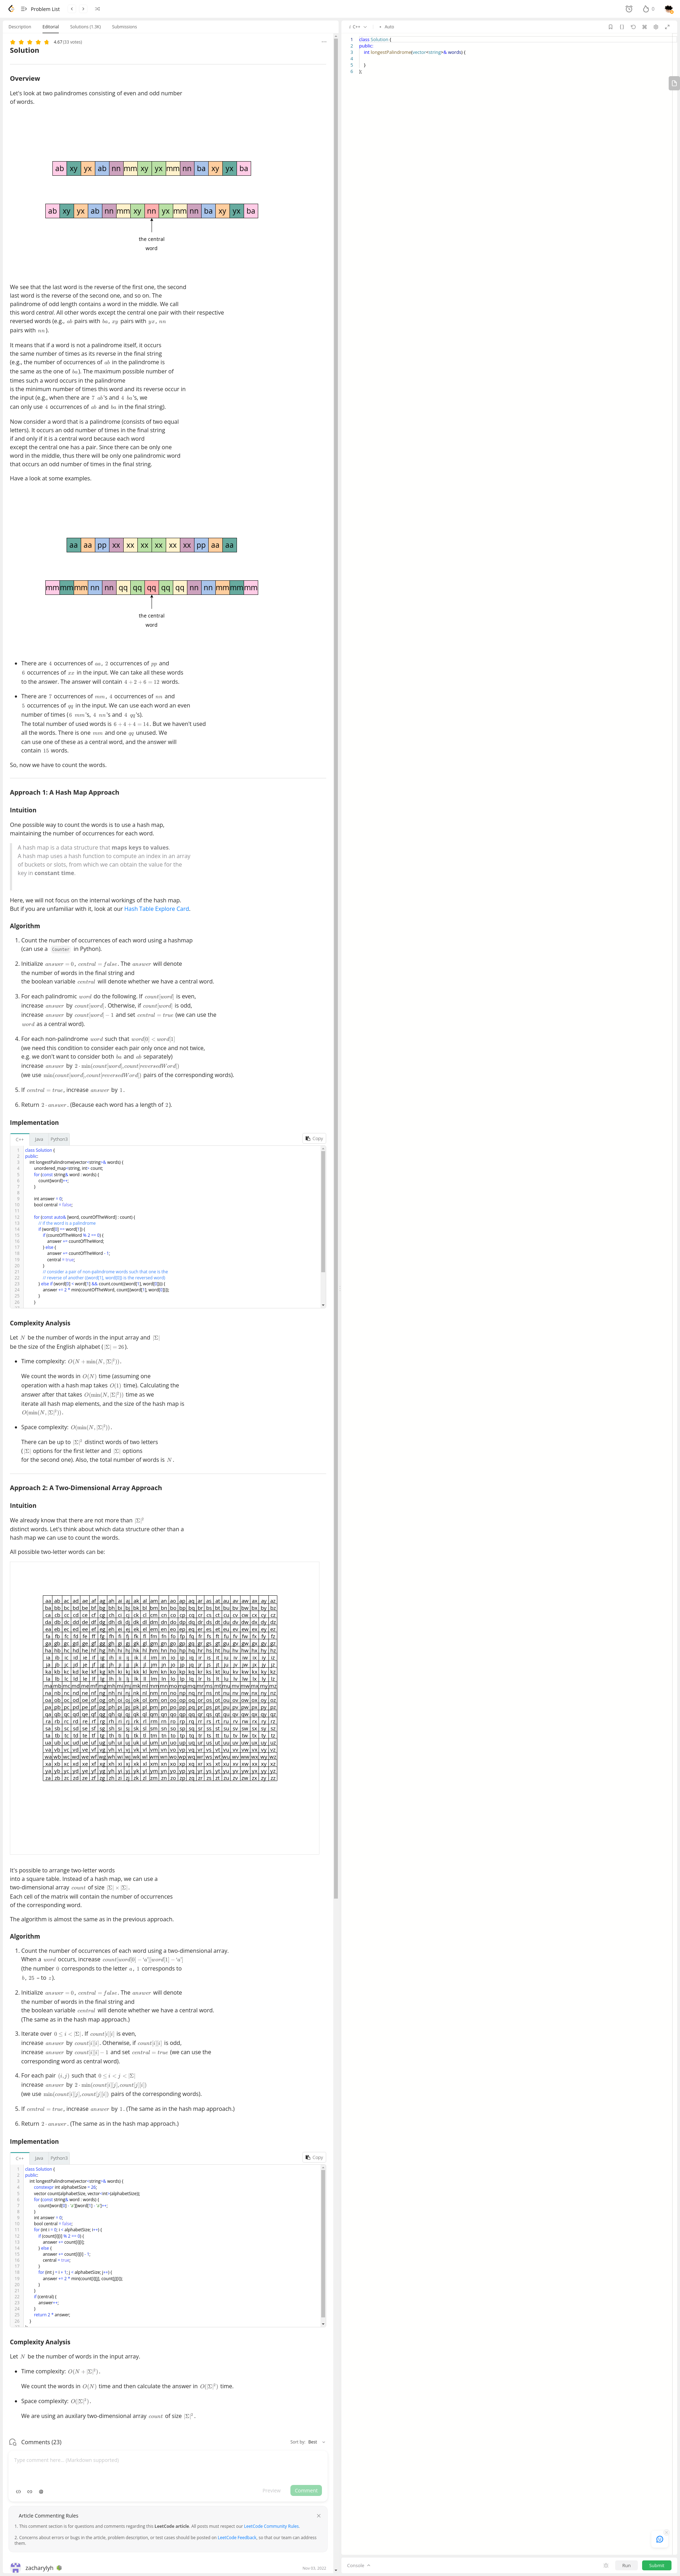 Problem List
0
Description Editorial Solutions (1.3K) Submissions
4.67 (33 votes)
Solution
Overview
Let's look at two palindromes consisting of even and odd number
of words.
ab xy yx ab nn mm xy yx mm nn ba xy yx ba
ab xy yx ab nn mm xy nn yx mm nn ba xy yx ba
the central
word
We see that the last word is the reverse of the first one, the second
last word is the reverse of the second one, and so on. The
palindrome of odd length contains a word in the middle. We call
this word central. All other words except the central one pair with their respective
reversed words (e.g., ab pairs with ba, xy pairs with yx, nn
pairs with nn).
It means that if a word is not a palindrome itself, it occurs
the same number of times as its reverse in the final string
(e.g., the number of occurrences of ab in the palindrome is
the same as the one of ba). The maximum possible number of
times such a word occurs in the palindrome
is the minimum number of times this word and its reverse occur in
the input (e.g., when there are 7 ab's and 4 ba's, we
can only use 4 occurrences of ab and ba in the final string).
Now consider a word that is a palindrome (consists of two equal
letters). It occurs an odd number of times in the final string
if and only if it is a central word because each word
except the central one has a pair. Since there can be only one
word in the middle, thus there will be only one palindromic word
that occurs an odd number of times in the final string.
Have a look at some examples.
aa aa pp xx xx xx xx xx xx pp aa aa
mm mm mm nn nn qq qq qq qq qq nn nn mm mm mm
the central
word
• There are 4 occurrences of aa, 2 occurrences of pp and
6 occurrences of xx in the input. We can take all these words
to the answer. The answer will contain 4 + 2 + 6 = 12 words.
• There are 7 occurrences of mm, 4 occurrences of nn and
5 occurrences of qq in the input. We can use each word an even
number of times (6 mm's, 4 nn's and 4 qq's).
The total number of used words is 6 + 4 + 4 = 14. But we haven't used
all the words. There is one mm and one qq unused. We
can use one of these as a central word, and the answer will
contain 15 words.
So, now we have to count the words.
Approach 1: A Hash Map Approach
Intuition
One possible way to count the words is to use a hash map,
maintaining the number of occurrences for each word.
A hash map is a data structure that maps keys to values.
A hash map uses a hash function to compute an index in an array
of buckets or slots, from which we can obtain the value for the
key in constant time.
Here, we will not focus on the internal workings of the hash map.
But if you are unfamiliar with it, look at our Hash Table Explore Card.
Algorithm
1. Count the number of occurrences of each word using a hashmap
(can use a Counter in Python).
2. Initialize answer = 0, central = false. The answer will denote
the number of words in the final string and
the boolean variable central will denote whether we have a central word.
3. For each palindromic word do the following. If count[word] is even,
increase answer by count[word]. Otherwise, if count[word] is odd,
increase answer by count[word] − 1 and set central = true (we can use the
word as a central word).
4. For each non-palindrome word such that word[0] < word[1]
(we need this condition to consider each pair only once and not twice,
e.g. we don't want to consider both ba and ab separately)
increase answer by 2 · min(count[word], count[reversedWord])
(we use min(count[word], count[reversedWord]) pairs of the corresponding words).
5. If central = true, increase answer by 1.
6. Return 2 · answer. (Because each word has a length of 2).
Implementation
C++ Java Python3 Copy
1 class Solution {
2 public:
3 int longestPalindrome(vector<string>& words) {
4 unordered_map<string, int> count;
5 for (const string& word : words) {
6 count[word]++;
7 }
8
9 int answer = 0;
10 bool central = false;
11
12 for (const auto& [word, countOfTheWord] : count) {
13 // if the word is a palindrome
14 if (word[0] == word[1]) {
15 if (countOfTheWord % 2 == 0) {
16 answer += countOfTheWord;
17 } else {
18 answer += countOfTheWord - 1;
19 central = true;
20 }
21 // consider a pair of non-palindrome words such that one is the
22 // reverse of another (word[1], word[0]) is the reversed word)
23 } else if (word[0] < word[1] && count.count({word[1], word[0]})) {
24 answer += 2 * min(countOfTheWord, count[{word[1], word[0]}]);
25 }
26 }
Complexity Analysis
Let N be the number of words in the input array and |Σ|
be the size of the English alphabet (|Σ| = 26).
• Time complexity: O(N + min(N, |Σ|²)).
We count the words in O(N) time (assuming one
operation with a hash map takes O(1) time). Calculating the
answer after that takes O(min(N, |Σ|²)) time as we
iterate all hash map elements, and the size of the hash map is
O(min(N, |Σ|²)).
• Space complexity: O(min(N, |Σ|²)).
There can be up to |Σ|² distinct words of two letters
(|Σ| options for the first letter and |Σ| options
for the second one). Also, the total number of words is N.
Approach 2: A Two-Dimensional Array Approach
Intuition
We already know that there are not more than |Σ|²
distinct words. Let's think about which data structure other than a
hash map we can use to count the words.
All possible two-letter words can be:
It's possible to arrange two-letter words
into a square table. Instead of a hash map, we can use a
two-dimensional array count of size |Σ| × |Σ|.
Each cell of the matrix will contain the number of occurrences
of the corresponding word.
The algorithm is almost the same as in the previous approach.
Algorithm
1. Count the number of occurrences of each word using a two-dimensional array.
When a word occurs, increase count[word[0] − 'a'][word[1] − 'a']
(the number 0 corresponds to the letter a, 1 corresponds to
b, 25 – to z).
2. Initialize answer = 0, central = false. The answer will denote
the number of words in the final string and
the boolean variable central will denote whether we have a central word.
(The same as in the hash map approach.)
3. Iterate over 0 ≤ i < |Σ|. If count[i][i] is even,
increase answer by count[i][i]. Otherwise, if count[i][i] is odd,
increase answer by count[i][i] − 1 and set central = true (we can use the
corresponding word as central word).
4. For each pair (i, j) such that 0 ≤ i < j < |Σ|
increase answer by 2 · min(count[i][j], count[j][i])
(we use min(count[i][j], count[j][i]) pairs of the corresponding words).
5. If central = true, increase answer by 1. (The same as in the hash map approach.)
6. Return 2 · answer. (The same as in the hash map approach.)
Implementation
C++ Java Python3 Copy
1 class Solution {
2 public:
3 int longestPalindrome(vector<string>& words) {
4 constexpr int alphabetSize = 26;
5 vector count(alphabetSize, vector<int>(alphabetSize));
6 for (const string& word : words) {
7 count[word[0] - 'a'][word[1] - 'a']++;
8 }
9 int answer = 0;
10 bool central = false;
11 for (int i = 0; i < alphabetSize; i++) {
12 if (count[i][i] % 2 == 0) {
13 answer += count[i][i];
14 } else {
15 answer += count[i][i] - 1;
16 central = true;
17 }
18 for (int j = i + 1; j < alphabetSize; j++) {
19 answer += 2 * min(count[i][j], count[j][i]);
20 }
21 }
22 if (central) {
23 answer++;
24 }
25 return 2 * answer;
26 }
Complexity Analysis
Let N be the number of words in the input array.
• Time complexity: O(N + |Σ|²).
We count the words in O(N) time and then calculate the answer in O(|Σ|²) time.
• Space complexity: O(|Σ|²).
We are using an auxilary two-dimensional array count of size |Σ|².
Comments (23)
Sort by: Best
Type comment here... (Markdown supported)
Preview Comment
Article Commenting Rules
1. This comment section is for questions and comments regarding this LeetCode article. All posts must respect our LeetCode Community Rules.
2. Concerns about errors or bugs in the article, problem description, or test cases should be posted on LeetCode Feedback, so that our team can address
them.
zacharylyh
Nov 03, 2022
C++ Auto
1 class Solution {
2 public:
3 int longestPalindrome(vector<string>& words) {
4
5 }
6 };
Console
Run Submit